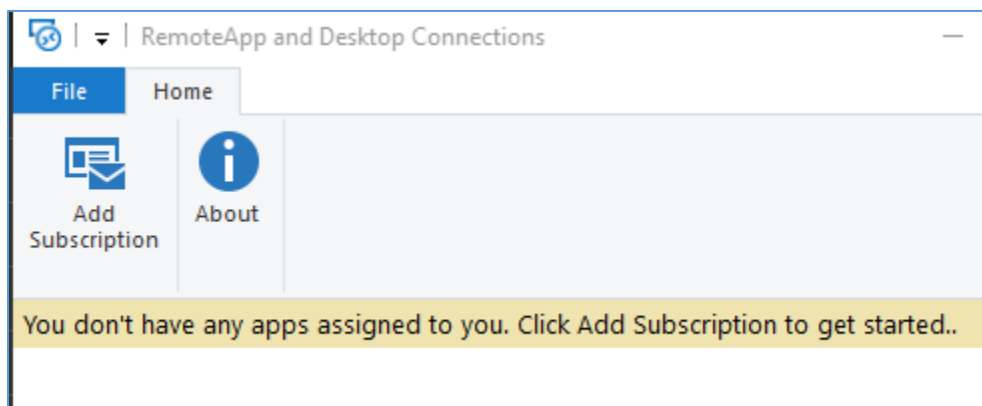 RemoteApp and Desktop Connections
File Home
Add
Subscription
About
You don't have any apps assigned to you. Click Add Subscription to get started..